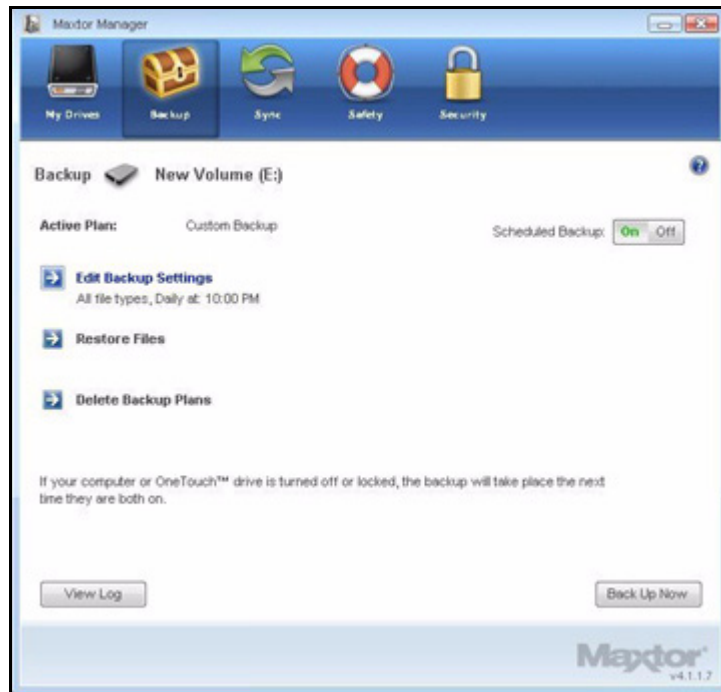 Maxtor Manager
My Drives Backup Sync Safety Security
Backup New Volume (E:)
Active Plan: Custom Backup
Scheduled Backup: On Off
Edit Backup Settings
All file types, Daily at: 10:00 PM
Restore Files
Delete Backup Plans
If your computer or OneTouch™ drive is turned off or locked, the backup will take place the next
time they are both on.
View Log Back Up Now
Maxtor
v4.1.1.7